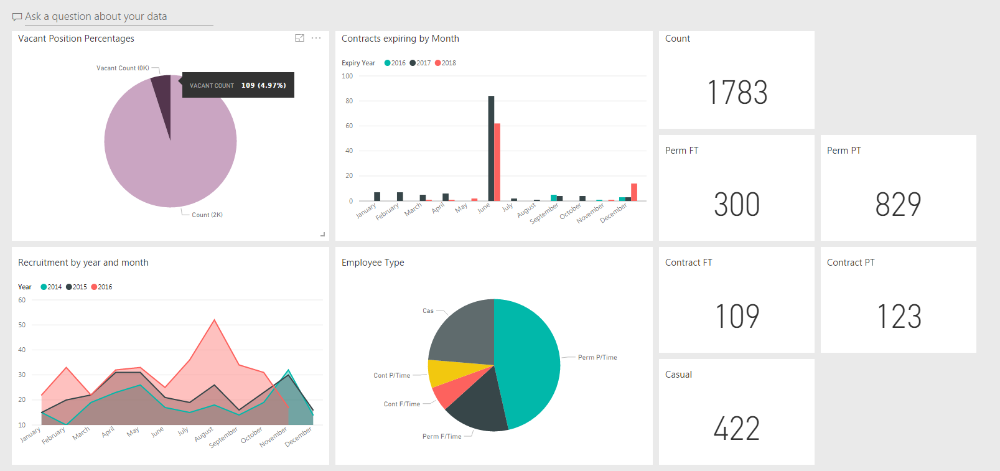 Ask a question about your data
Vacant Position Percentages
Vacant Count (0K)
VACANT COUNT 109 (4.97%)
Count (2K)
Contracts expiring by Month
Expiry Year 2016 2017 2018
100
80
60
40
20
0
January February March April May June July August September October November December
Count
1783
Perm FT
300
Perm PT
829
Recruitment by year and month
Year 2014 2015 2016
60
50
40
30
20
10
January February March April May June July August September October November December
Employee Type
Cas
Perm P/Time
Cont P/Time
Cont F/Time
Perm F/Time
Contract FT
109
Contract PT
123
Casual
422